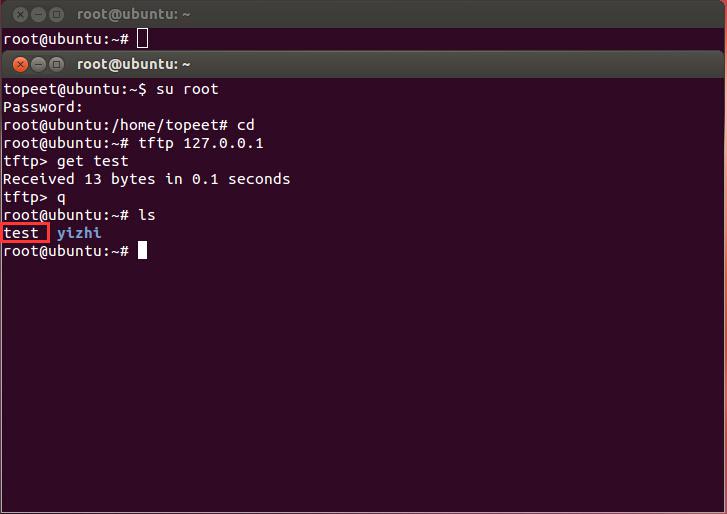 root@ubuntu: ~
root@ubuntu:~#
root@ubuntu: ~
topeet@ubuntu:~$ su root
Password:
root@ubuntu:/home/topeet# cd
root@ubuntu:~# tftp 127.0.0.1
tftp> get test
Received 13 bytes in 0.1 seconds
tftp> q
root@ubuntu:~# ls
test  yizhi
root@ubuntu:~#